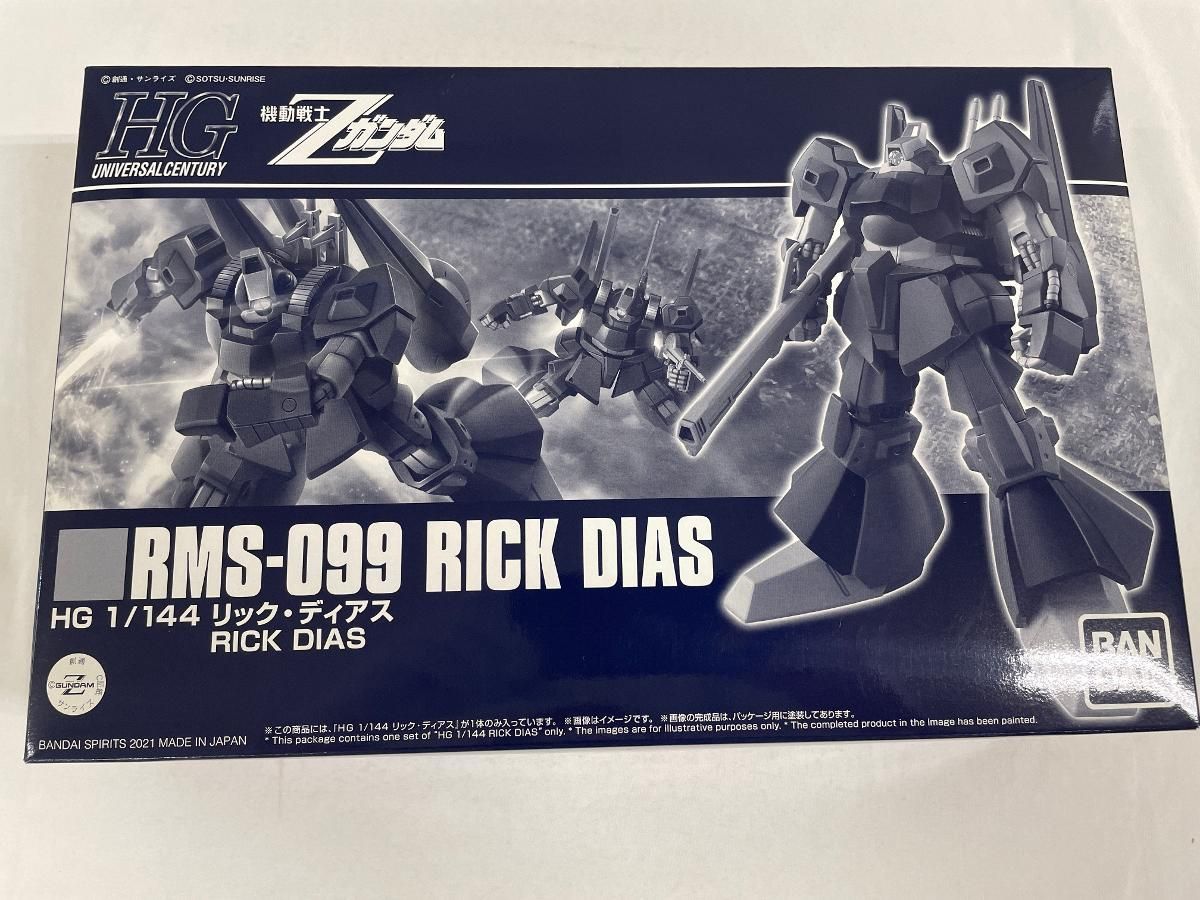 ©創通・サンライズ ©SOTSU・SUNRISE
HG
UNIVERSAL CENTURY
機動戦士
Zガンダム
RMS-099 RICK DIAS
HG 1/144 リック・ディアス
RICK DIAS
創通
©GUNDAM
Z
サンライズ
BAN
BANDAI SPIRITS 2021 MADE IN JAPAN
※この商品には、「HG 1/144 リック・ディアス」が1体のみ入っています。 ※画像はイメージです。 ※画像の完成品は、パッケージ用に塗装してあります。
* This package contains one set of "HG 1/144 RICK DIAS" only. * The images are for illustrative purposes only. * The completed product in the image has been painted.